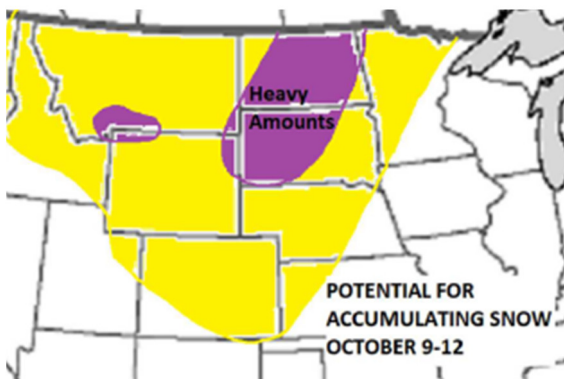 Heavy
Amounts
POTENTIAL FOR
ACCUMULATING SNOW
OCTOBER 9-12